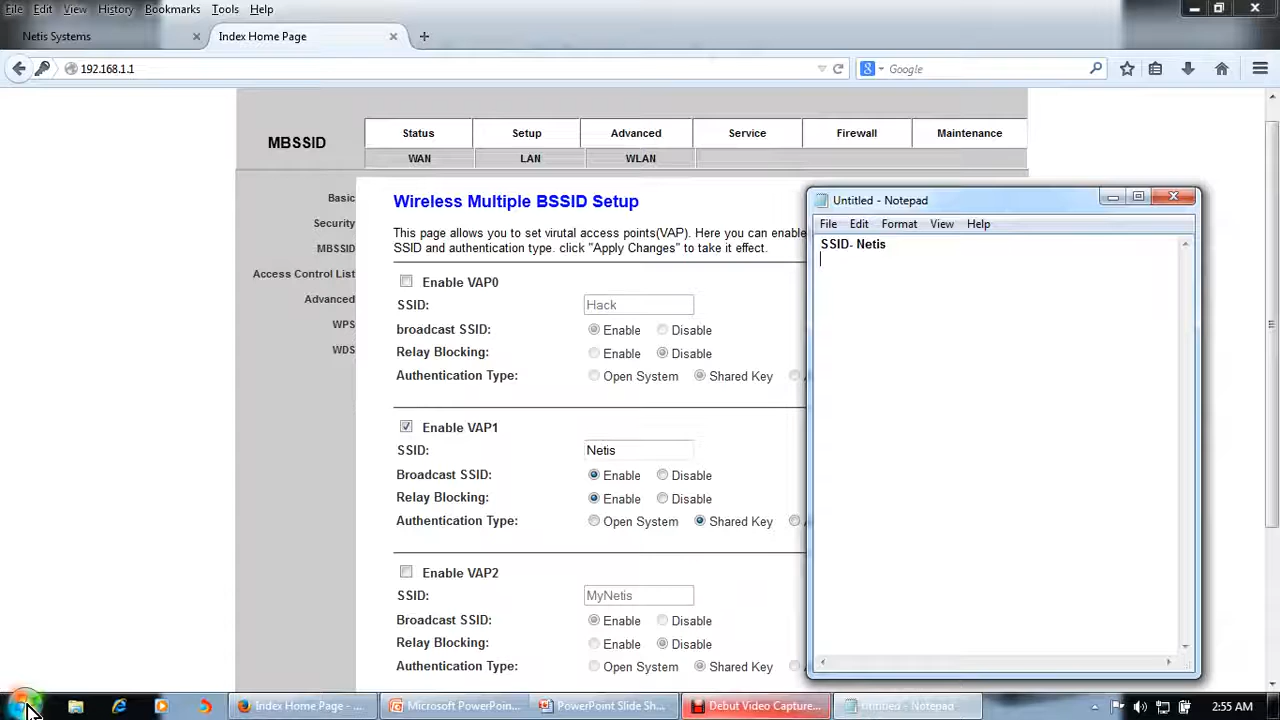 File Edit View History Bookmarks Tools Help
Netis Systems
Index Home Page
192.168.1.1
Google
MBSSID
Status Setup Advanced Service Firewall Maintenance
WAN LAN WLAN
Basic
Security
MBSSID
Access Control List
Advanced
WPS
WDS
Wireless Multiple BSSID Setup
This page allows you to set virutal access points(VAP). Here you can enable
SSID and authentication type. click "Apply Changes" to take it effect.
Enable VAP0
SSID: Hack
broadcast SSID: Enable Disable
Relay Blocking: Enable Disable
Authentication Type: Open System Shared Key
Enable VAP1
SSID: Netis
Broadcast SSID: Enable Disable
Relay Blocking: Enable Disable
Authentication Type: Open System Shared Key
Enable VAP2
SSID: MyNetis
Broadcast SSID: Enable Disable
Relay Blocking: Enable Disable
Authentication Type: Open System Shared Key
Untitled - Notepad
File Edit Format View Help
SSID- Netis
Index Home Page - ...
Microsoft PowerPoint...
PowerPoint Slide Sh...
Debut Video Capture...
Untitled - Notepad
2:55 AM